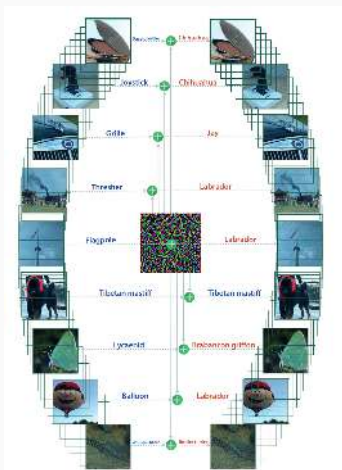 Joystick Chihuahua
Grille Jay
Thresher Labrador
Flagpole Labrador
Tibetan mastiff Tibetan mastiff
Lycaenid Brabancon griffon
Balloon Labrador